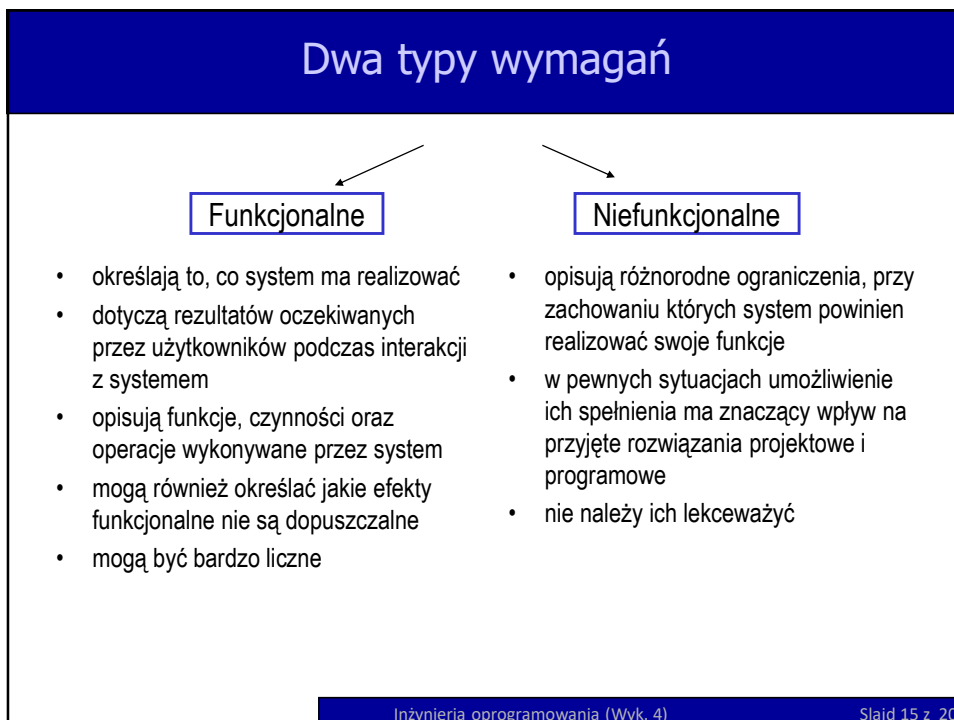 Dwa typy wymagań
Funkcjonalne
• określają to, co system ma realizować
• dotyczą rezultatów oczekiwanych
przez użytkowników podczas interakcji
z systemem
• opisują funkcje, czynności oraz
operacje wykonywane przez system
• mogą również określać jakie efekty
funkcjonalne nie są dopuszczalne
• mogą być bardzo liczne
Niefunkcjonalne
• opisują różnorodne ograniczenia, przy
zachowaniu których system powinien
realizować swoje funkcje
• w pewnych sytuacjach umożliwienie
ich spełnienia ma znaczący wpływ na
przyjęte rozwiązania projektowe i
programowe
• nie należy ich lekceważyć
Inżynieria oprogramowania (Wyk. 4)
Slajd 15 z 20